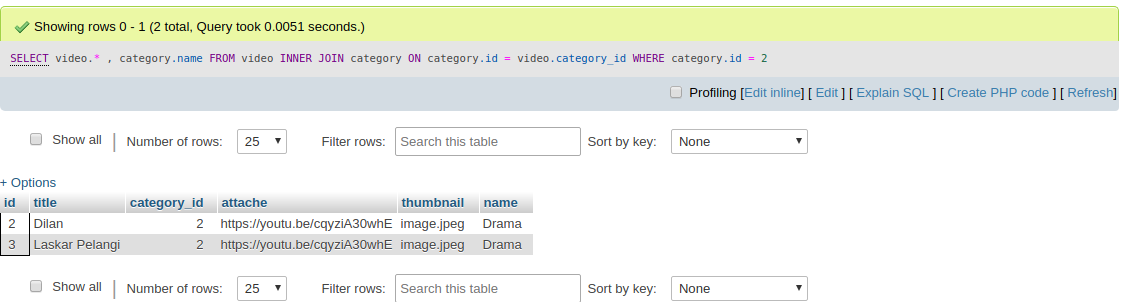 Showing rows 0 - 1 (2 total, Query took 0.0051 seconds.)
SELECT video.* , category.name FROM video INNER JOIN category ON category.id = video.category_id WHERE category.id = 2
Profiling [Edit inline] [ Edit ] [ Explain SQL ] [ Create PHP code ] [ Refresh]
Show all | Number of rows: 25 Filter rows: Search this table Sort by key: None
+ Options
id title category_id attache thumbnail name
2 Dilan 2 https://youtu.be/cqyziA30whE image.jpeg Drama
3 Laskar Pelangi 2 https://youtu.be/cqyziA30whE image.jpeg Drama
Show all | Number of rows: 25 Filter rows: Search this table Sort by key: None